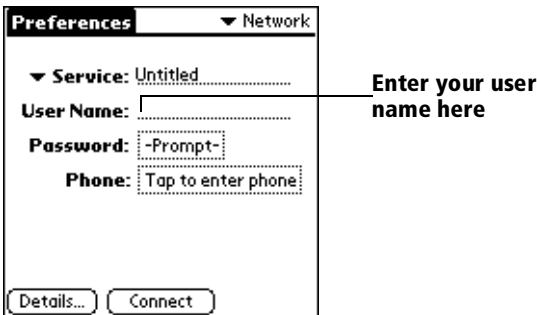 Preferences ▼ Network
▼ Service: Untitled
User Name:
Password: -Prompt-
Phone: Tap to enter phone
Details... Connect
Enter your user
name here